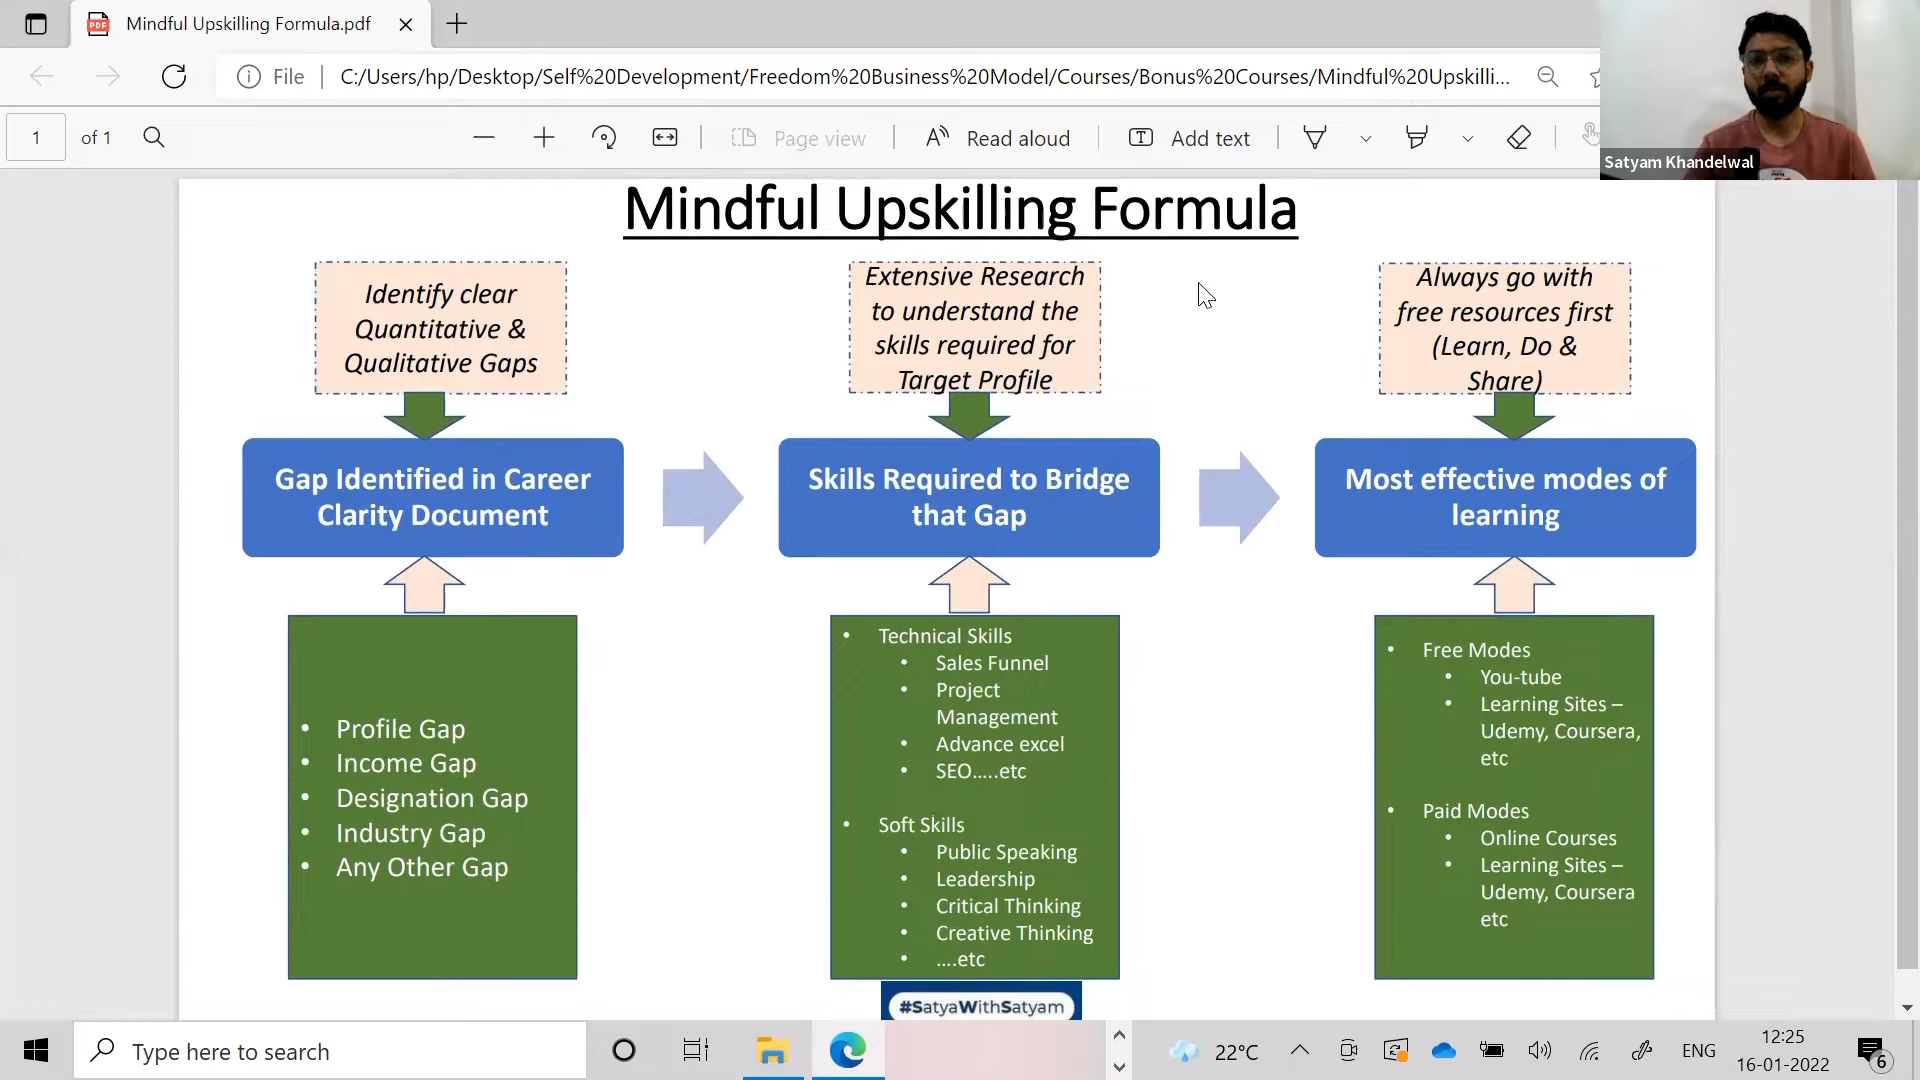 Mindful Upskilling Formula.pdf
File
C:/Users/hp/Desktop/Self%20Development/Freedom%20Business%20Model/Courses/Bonus%20Courses/Mindful%20Upskilli...
1
of 1
Page view
Read aloud
Add text
Satyam Khandelwal
Mindful Upskilling Formula
Identify clear
Quantitative &
Qualitative Gaps
Extensive Research
to understand the
skills required for
Target Profile
Always go with
free resources first
(Learn, Do &
Share)
Gap Identified in Career
Clarity Document
Skills Required to Bridge
that Gap
Most effective modes of
learning
• Profile Gap
• Income Gap
• Designation Gap
• Industry Gap
• Any Other Gap
• Technical Skills
• Sales Funnel
• Project
Management
• Advance excel
• SEO.....etc
• Soft Skills
• Public Speaking
• Leadership
• Critical Thinking
• Creative Thinking
• ....etc
• Free Modes
• You-tube
• Learning Sites –
Udemy, Coursera,
etc
• Paid Modes
• Online Courses
• Learning Sites –
Udemy, Coursera
etc
#SatyaWithSatyam
Type here to search
22°C
ENG
12:25
16-01-2022
6